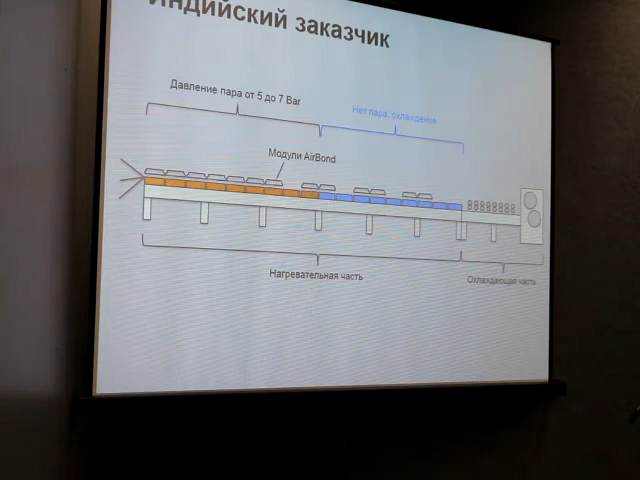 Индийский заказчик
Давление пара от 5 до 7 Bar
Нет пара, охлаждение
Модули AirBond
Нагревательная часть
Охлаждающая часть